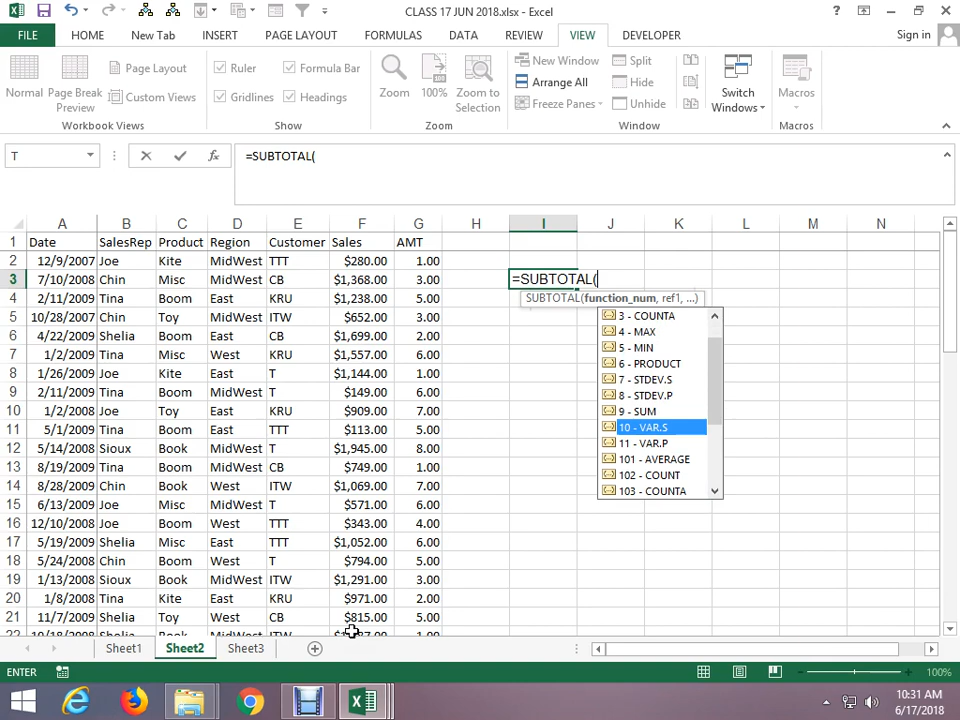 CLASS 17 JUN 2018.xlsx - Excel
FILE HOME New Tab INSERT PAGE LAYOUT FORMULAS DATA REVIEW VIEW DEVELOPER Sign in
Normal Page Break Preview Page Layout Custom Views
Workbook Views
Ruler Formula Bar
Gridlines Headings
Show
Zoom 100% Zoom to Selection
Zoom
New Window Split
Arrange All Hide
Freeze Panes Unhide
Switch Windows
Window
Macros
Macros
T =SUBTOTAL(
A B C D E F G H I J K L M N
1 Date SalesRep Product Region Customer Sales AMT
2 12/9/2007 Joe Kite MidWest TTT $280.00 1.00
3 7/10/2008 Chin Misc MidWest CB $1,368.00 3.00
4 2/11/2009 Tina Boom East KRU $1,238.00 5.00
5 10/28/2007 Chin Toy MidWest ITW $652.00 3.00
6 4/22/2009 Shelia Boom East CB $1,699.00 2.00
7 1/2/2009 Tina Misc West CB $1,557.00 6.00
8 1/26/2009 Joe Kite East T $1,144.00 1.00
9 2/11/2009 Tina Boom MidWest T $149.00 6.00
10 1/2/2008 Joe Toy East KRU $909.00 7.00
11 5/1/2009 Tina Boom East TTT $113.00 5.00
12 5/14/2008 Sioux Book MidWest T $1,945.00 8.00
13 8/19/2009 Tina Boom MidWest CB $749.00 1.00
14 8/28/2009 Chin Book West ITW $1,069.00 7.00
15 6/13/2009 Joe Misc MidWest T $571.00 6.00
16 12/10/2008 Joe Boom West TTT $343.00 4.00
17 5/19/2009 Shelia Misc East TTT $1,052.00 6.00
18 5/24/2008 Chin Boom West T $794.00 5.00
19 1/13/2008 Sioux Book MidWest ITW $1,291.00 3.00
20 1/8/2008 Tina Kite East KRU $971.00 2.00
21 11/7/2009 Shelia Toy West CB $815.00 5.00
22 10/18/2008 Shelia Book MidWest ITW 1.00
=SUBTOTAL(
SUBTOTAL(function_num, ref1, ...)
3 - COUNTA
4 - MAX
5 - MIN
6 - PRODUCT
7 - STDEV.S
8 - STDEV.P
9 - SUM
10 - VAR.S
11 - VAR.P
101 - AVERAGE
102 - COUNT
103 - COUNTA
Sheet1 Sheet2 Sheet3
ENTER 100%
10:31 AM
6/17/2018